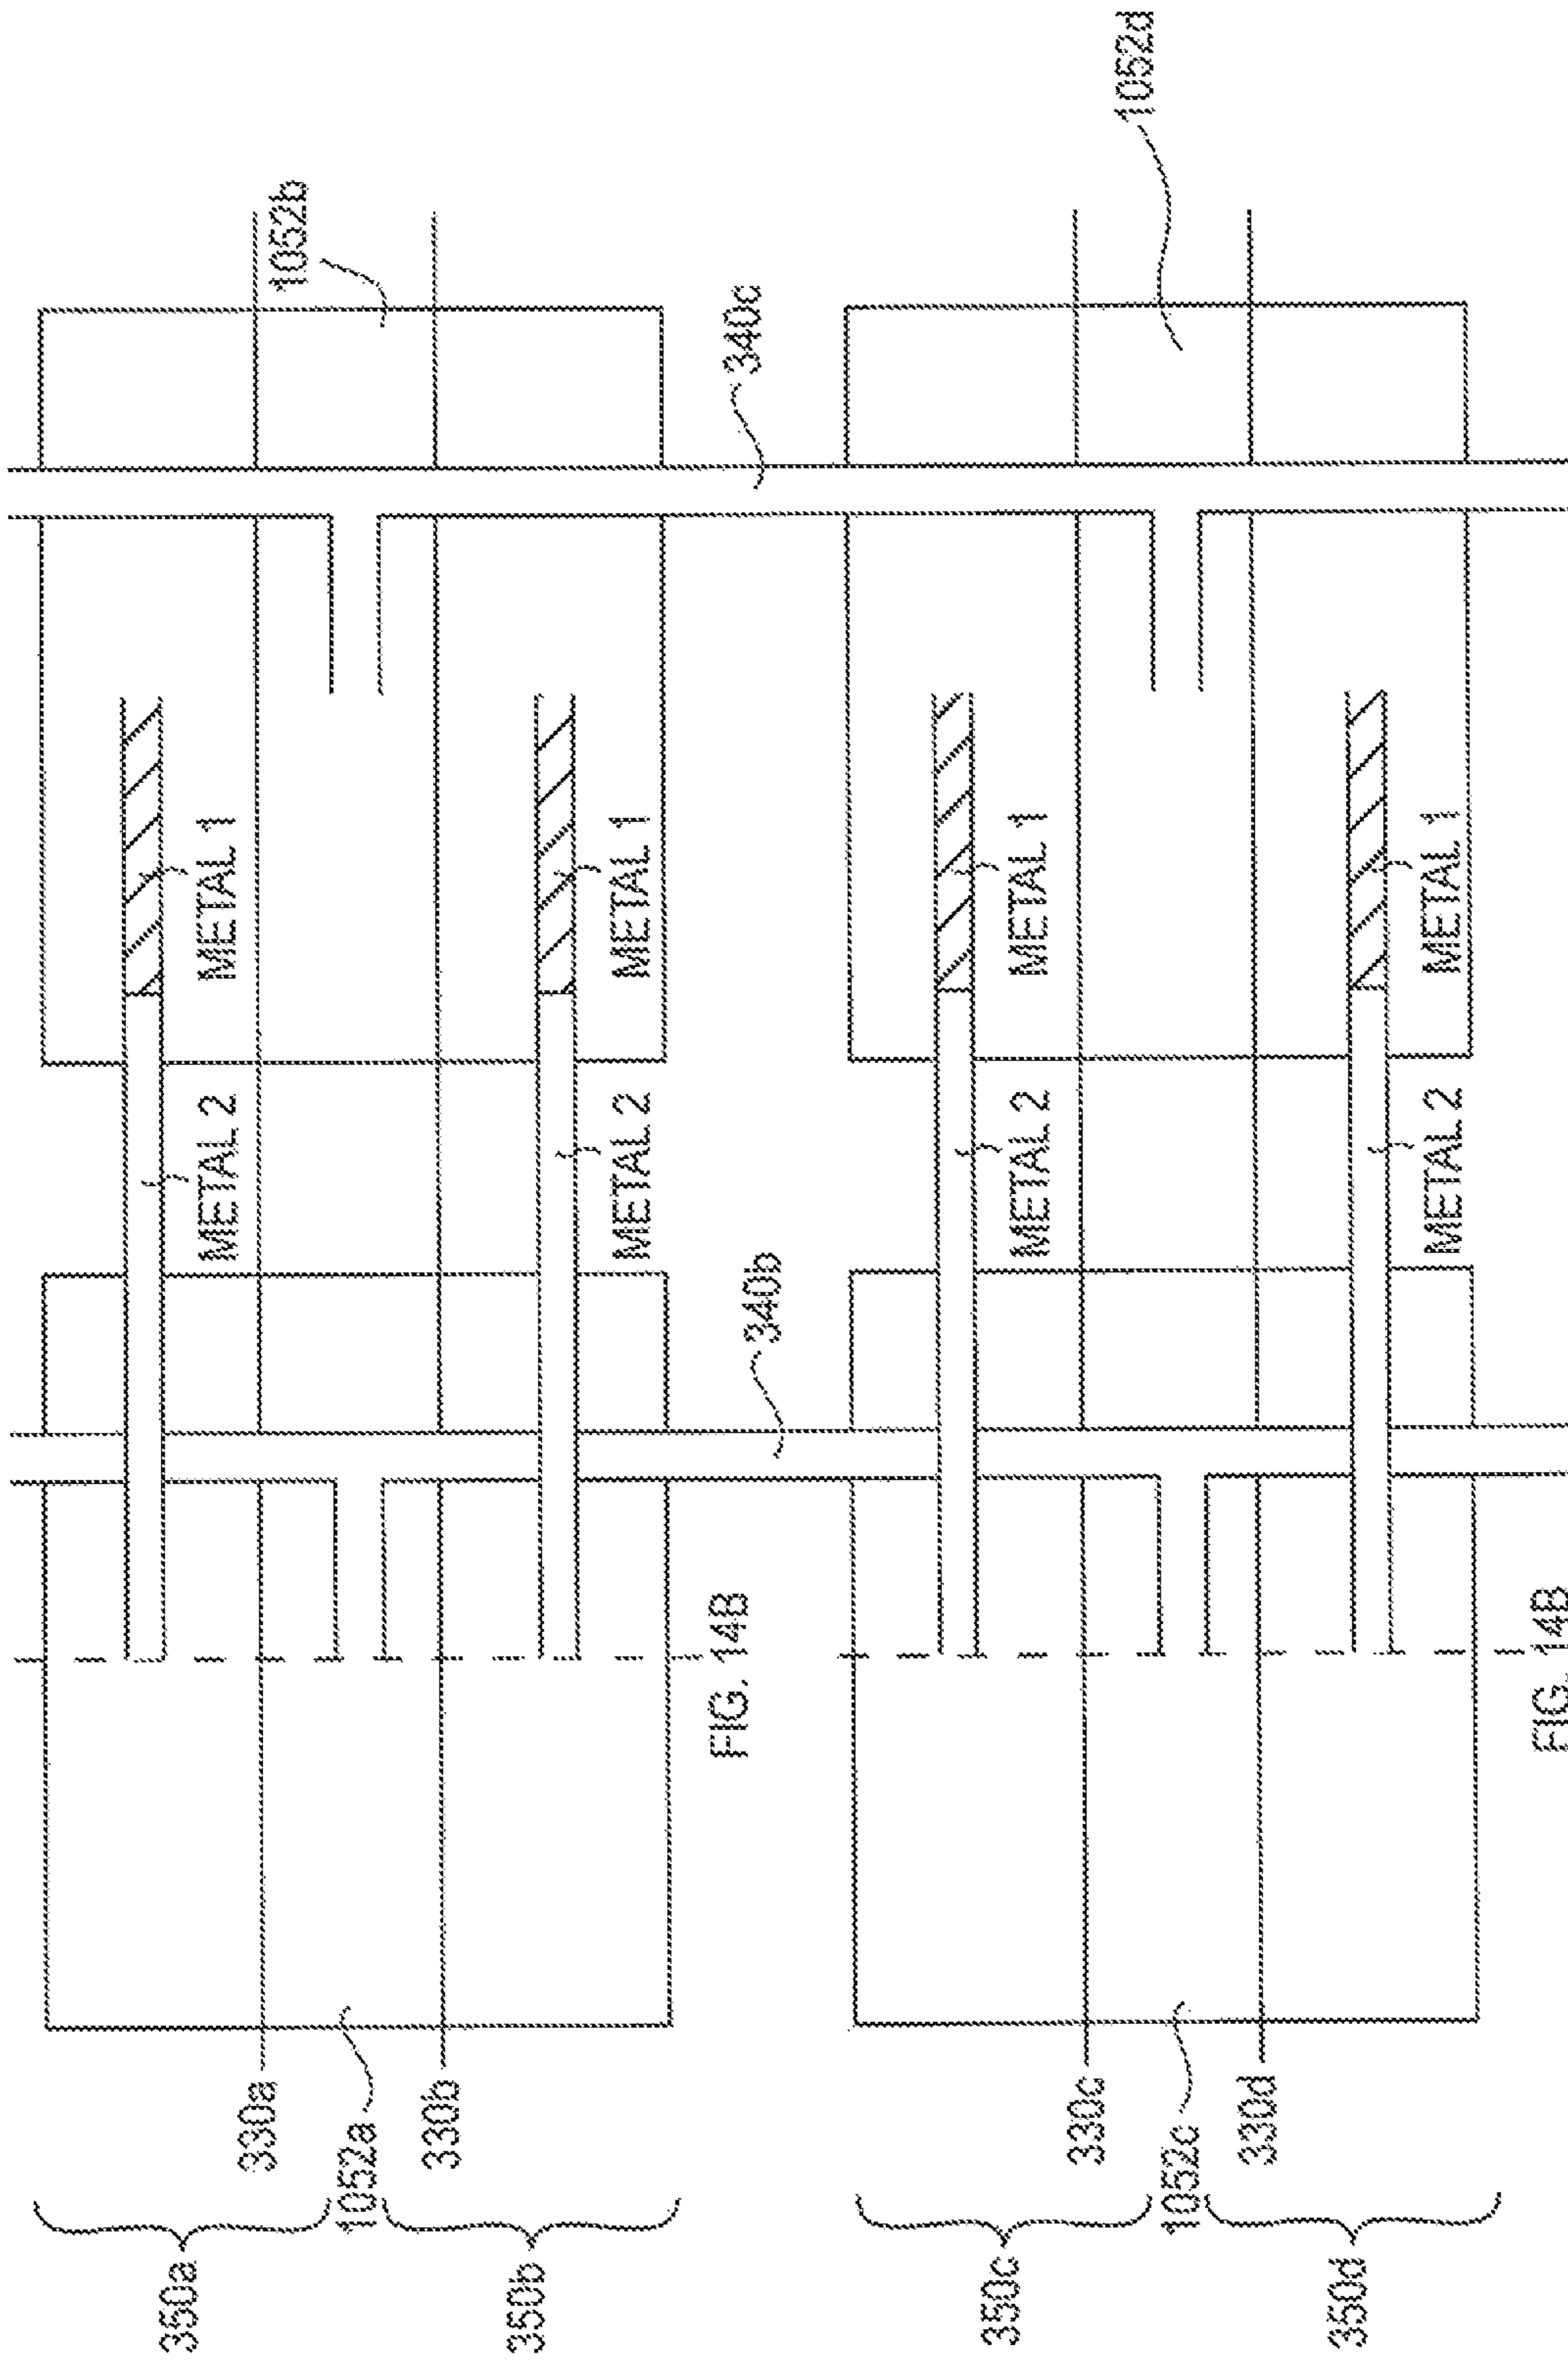 350a
330a
1052a
330b
350b
METAL 2
METAL 1
METAL 2
METAL 1
1052b
FIG. 14B
340b
340c
350c
330c
1052c
330d
350d
METAL 2
METAL 1
METAL 2
METAL 1
1052d
FIG. 14B